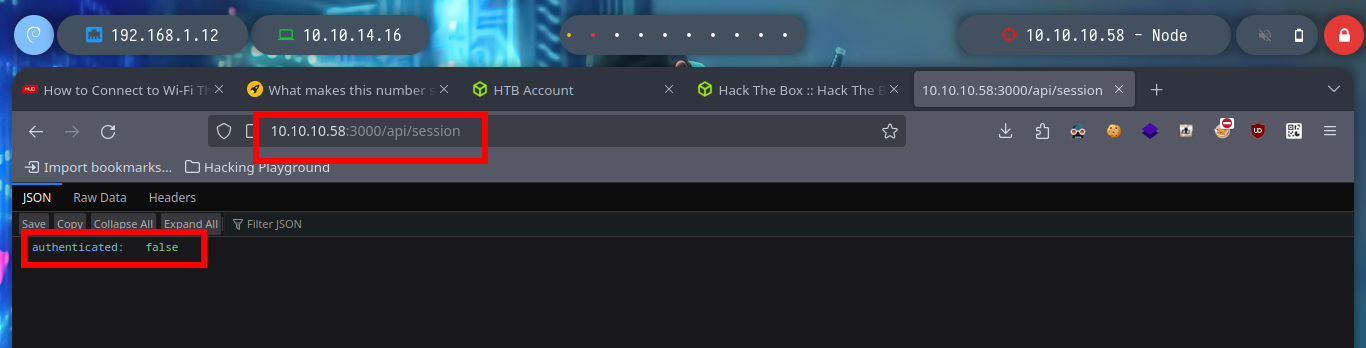 192.168.1.12 10.10.14.16 10.10.10.58 - Node
How to Connect to Wi-Fi Th What makes this number s HTB Account Hack The Box :: Hack The B 10.10.10.58:3000/api/session
10.10.10.58:3000/api/session
Import bookmarks... Hacking Playground
JSON Raw Data Headers
Save Copy Collapse All Expand All Filter JSON
authenticated: false